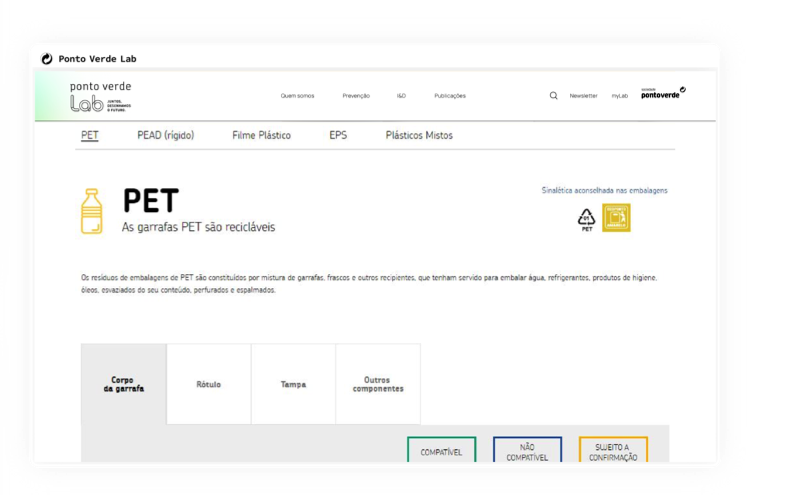 Ponto Verde Lab
ponto verde
Lab
JUNTOS,
DESENHAMOS
O FUTURO.
Quem somos
Prevenção
I&D
Publicações
Newsletter
myLab
sociedade
pontoverde
PET
PEAD (rígido)
Filme Plástico
EPS
Plásticos Mistos
PET
As garrafas PET são recicláveis
Sinalética aconselhada nas embalagens
01
PET
Os resíduos de embalagens de PET são constituídos por mistura de garrafas, frascos e outros recipientes, que tenham servido para embalar água, refrigerantes, produtos de higiene,
óleos, esvaziados do seu conteúdo, perfurados e espalmados.
Corpo
da garrafa
Rótulo
Tampa
Outros
componentes
COMPATÍVEL
NÃO
COMPATÍVEL
SUJEITO A
CONFIRMAÇÃO